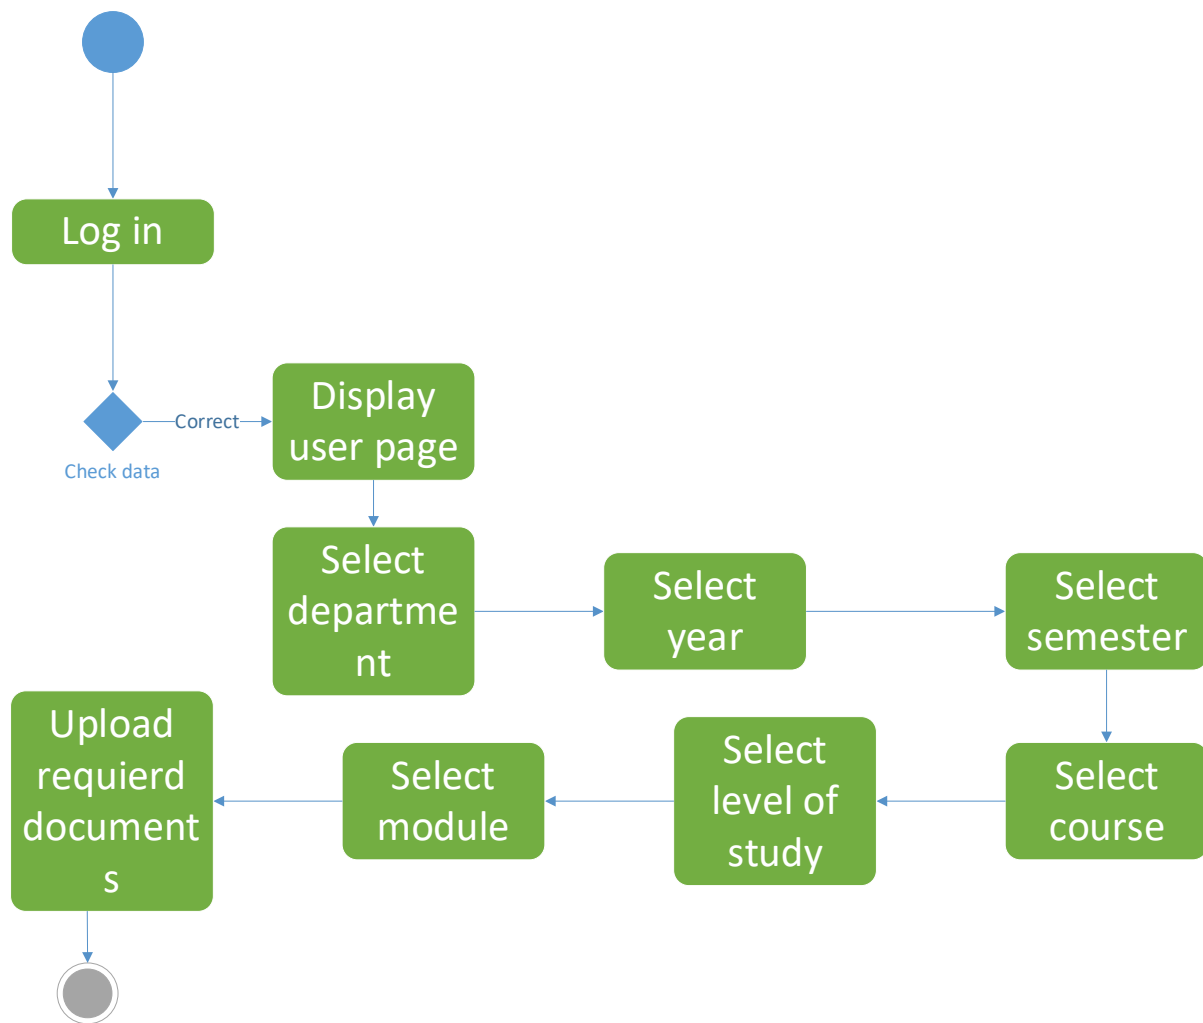 Log in
Correct
Check data
Display
user page
Select
departme
nt
Select
year
Select
semester
Select
course
Select
level of
study
Select
module
Upload
requierd
document
s